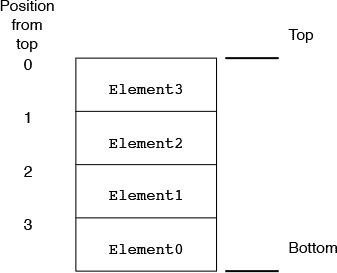 Position
from
top
Top
0
Element3
1
Element2
2
Element1
3
Element0
Bottom